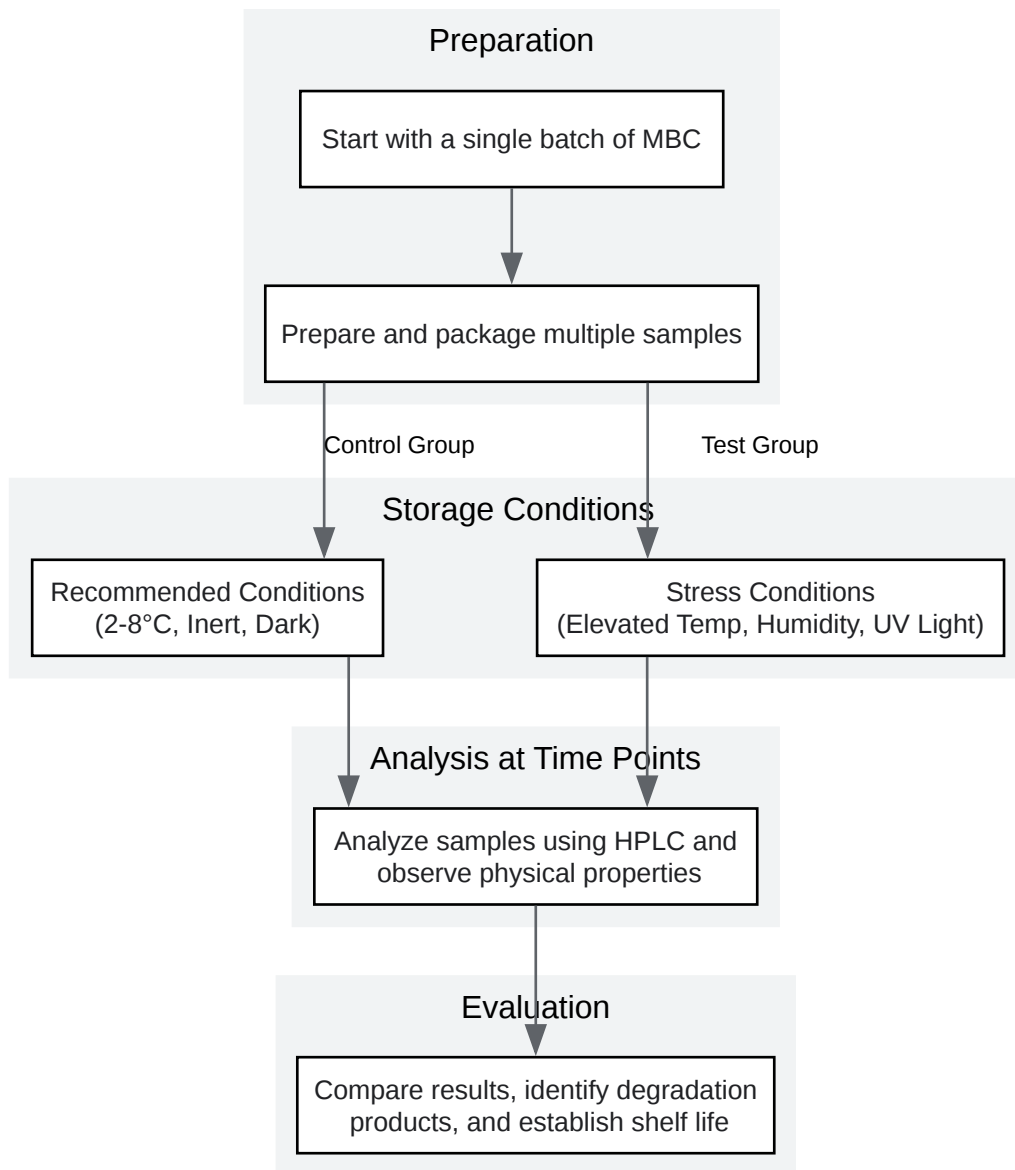 Preparation
Start with a single batch of MBC
Prepare and package multiple samples
Control Group
Test Group
Storage Conditions
Recommended Conditions
(2-8°C, Inert, Dark)
Stress Conditions
(Elevated Temp, Humidity, UV Light)
Analysis at Time Points
Analyze samples using HPLC and
observe physical properties
Evaluation
Compare results, identify degradation
products, and establish shelf life